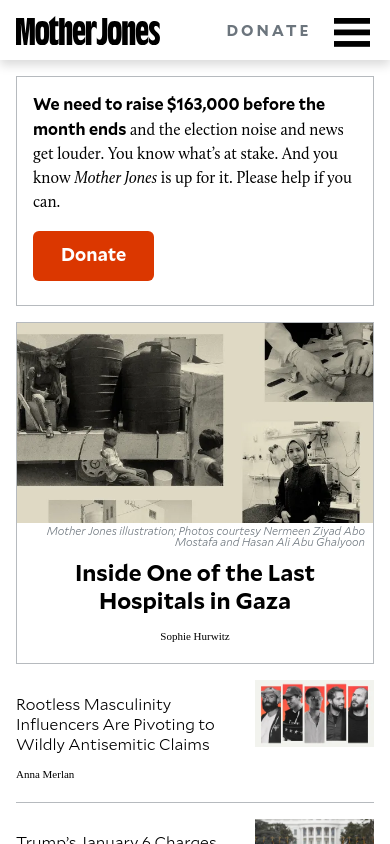 Mother Jones
DONATE
We need to raise $163,000 before the
month ends and the election noise and news
get louder. You know what's at stake. And you
know Mother Jones is up for it. Please help if you
can.
Donate
Mother Jones illustration; Photos courtesy Nermeen Ziyad Abo
Mostafa and Hasan Ali Abu Ghalyoon
Inside One of the Last
Hospitals in Gaza
Sophie Hurwitz
Rootless Masculinity
Influencers Are Pivoting to
Wildly Antisemitic Claims
Anna Merlan
Trump's January 6 Charges